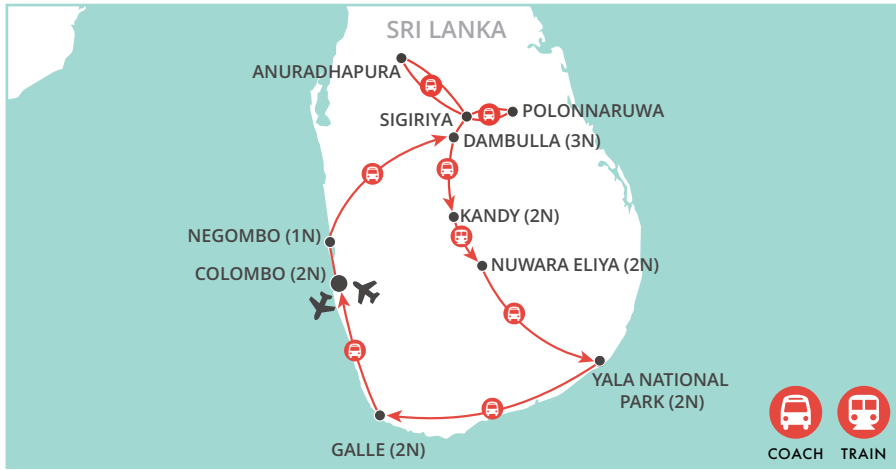 SRI LANKA
ANURADHAPURA
SIGIRIYA
POLONNARUWA
DAMBULLA (3N)
NEGOMBO (1N)
KANDY (2N)
COLOMBO (2N)
NUWARA ELIYA (2N)
YALA NATIONAL
PARK (2N)
GALLE (2N)
COACH
TRAIN